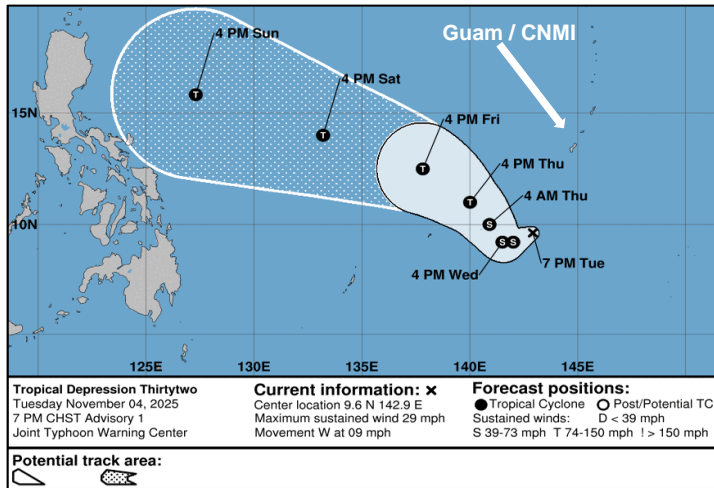 4 PM Sun
Guam / CNMI
4 PM Sat
15N
4 PM Fri
T
T
T
4 PM Thu
T
4 AM Thu
10N
S
S S
4 PM Wed
7 PM Tue
125E 130E 135E 140E 145E
Tropical Depression Thirtytwo
Tuesday November 04, 2025
7 PM CHST Advisory 1
Joint Typhoon Warning Center
Current information: ×
Center location 9.6 N 142.9 E
Maximum sustained wind 29 mph
Movement W at 09 mph
Forecast positions:
Tropical Cyclone Post/Potential TC
Sustained winds: D < 39 mph
S 39-73 mph T 74-150 mph ! > 150 mph
Potential track area: